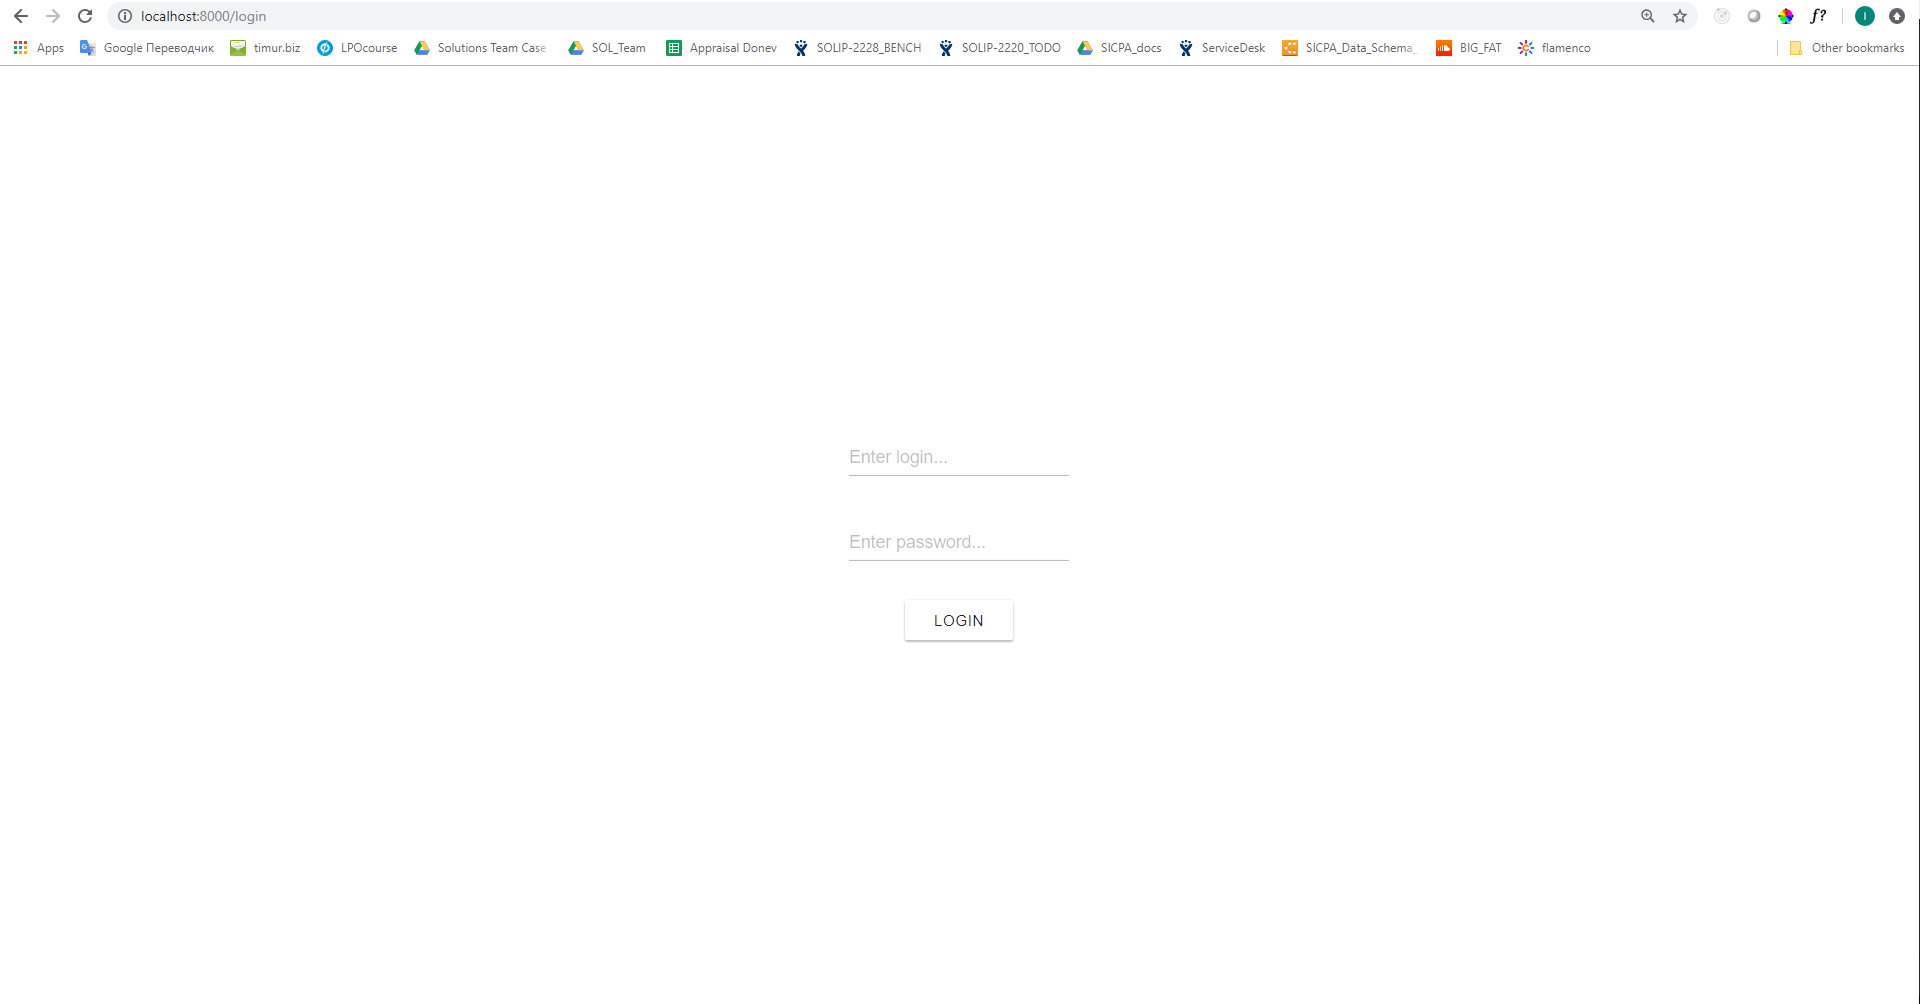 localhost:8000/login
f?
I
Apps Google Переводчик timur.biz LPOcourse Solutions Team Case SOL_Team Appraisal Donev SOLIP-2228_BENCH SOLIP-2220_TODO SICPA_docs ServiceDesk SICPA_Data_Schema_ BIG_FAT flamenco Other bookmarks
Enter login...
Enter password...
LOGIN